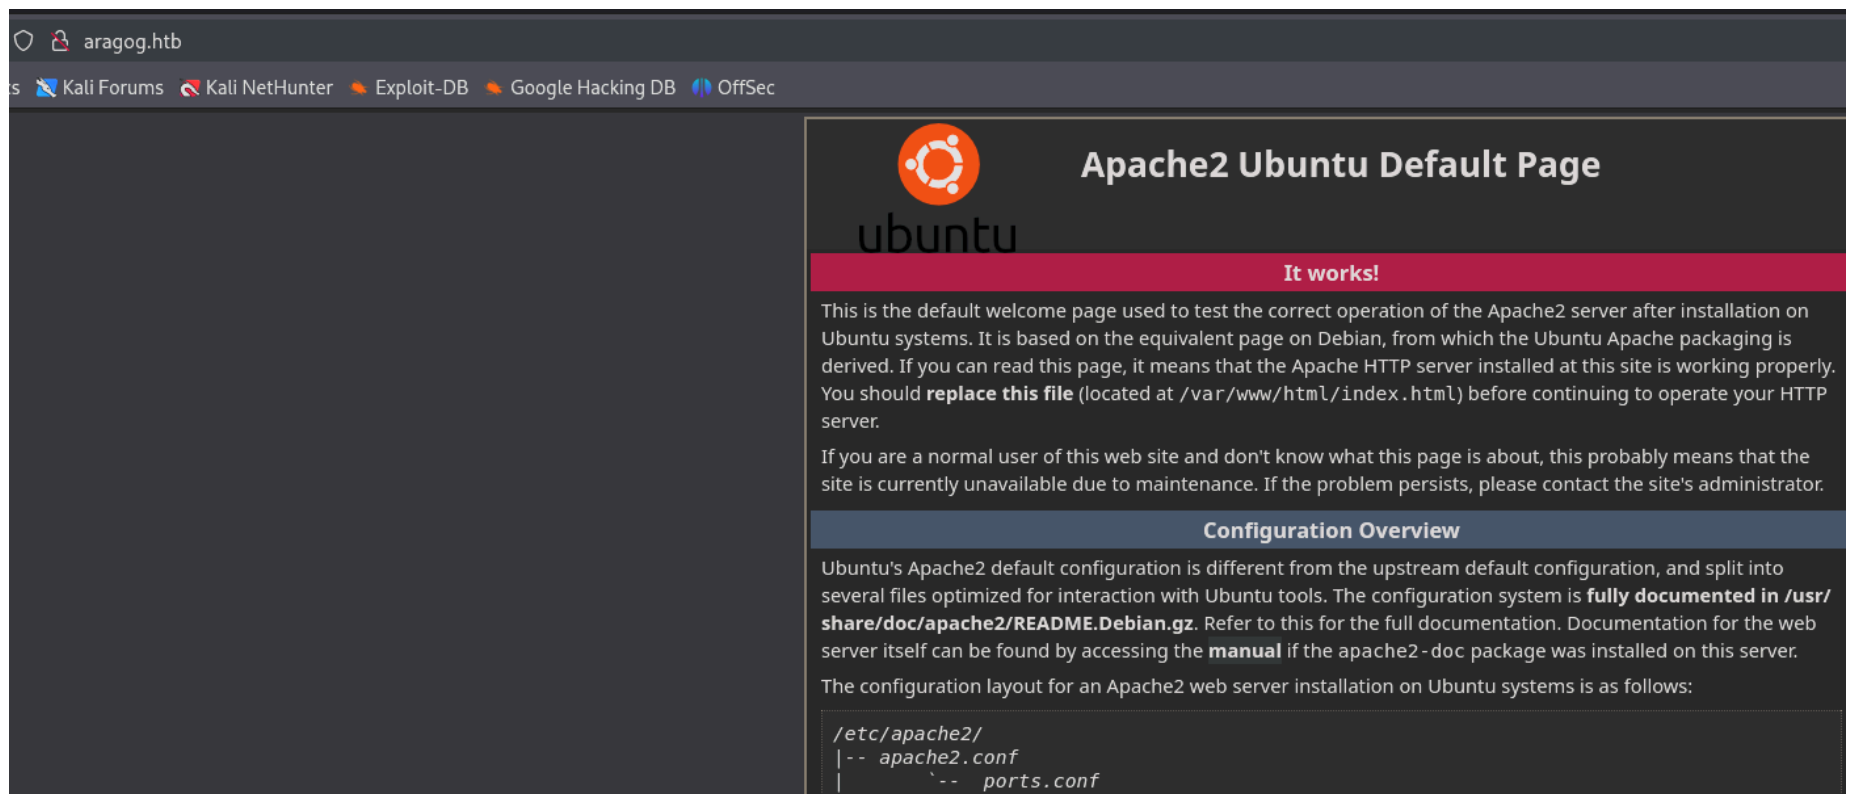 aragog.htb
:s Kali Forums Kali NetHunter Exploit-DB Google Hacking DB OffSec
ubuntu
Apache2 Ubuntu Default Page
It works!
This is the default welcome page used to test the correct operation of the Apache2 server after installation on
Ubuntu systems. It is based on the equivalent page on Debian, from which the Ubuntu Apache packaging is
derived. If you can read this page, it means that the Apache HTTP server installed at this site is working properly.
You should replace this file (located at /var/www/html/index.html) before continuing to operate your HTTP
server.
If you are a normal user of this web site and don't know what this page is about, this probably means that the
site is currently unavailable due to maintenance. If the problem persists, please contact the site's administrator.
Configuration Overview
Ubuntu's Apache2 default configuration is different from the upstream default configuration, and split into
several files optimized for interaction with Ubuntu tools. The configuration system is fully documented in /usr/
share/doc/apache2/README.Debian.gz. Refer to this for the full documentation. Documentation for the web
server itself can be found by accessing the manual if the apache2-doc package was installed on this server.
The configuration layout for an Apache2 web server installation on Ubuntu systems is as follows:
/etc/apache2/
|-- apache2.conf
|       `--  ports.conf